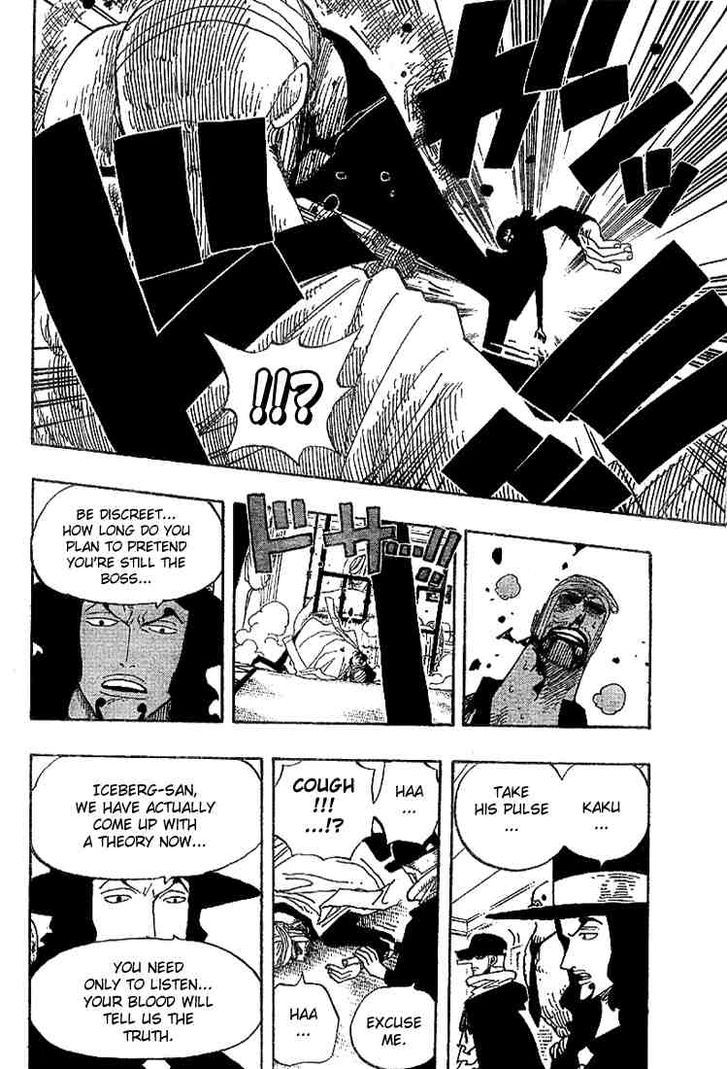 !!!?
ドサ...!!
BE DISCREET...
HOW LONG DO YOU
PLAN TO PRETEND
YOU'RE STILL THE
BOSS...
KAKU
...
TAKE
HIS PULSE
...
HAA
...
COUGH
!!!
...!?
EXCUSE
ME.
HAA
...
ICEBERG-SAN,
WE HAVE ACTUALLY
COME UP WITH
A THEORY NOW...
YOU NEED
ONLY TO LISTEN...
YOUR BLOOD WILL
TELL US THE
TRUTH.